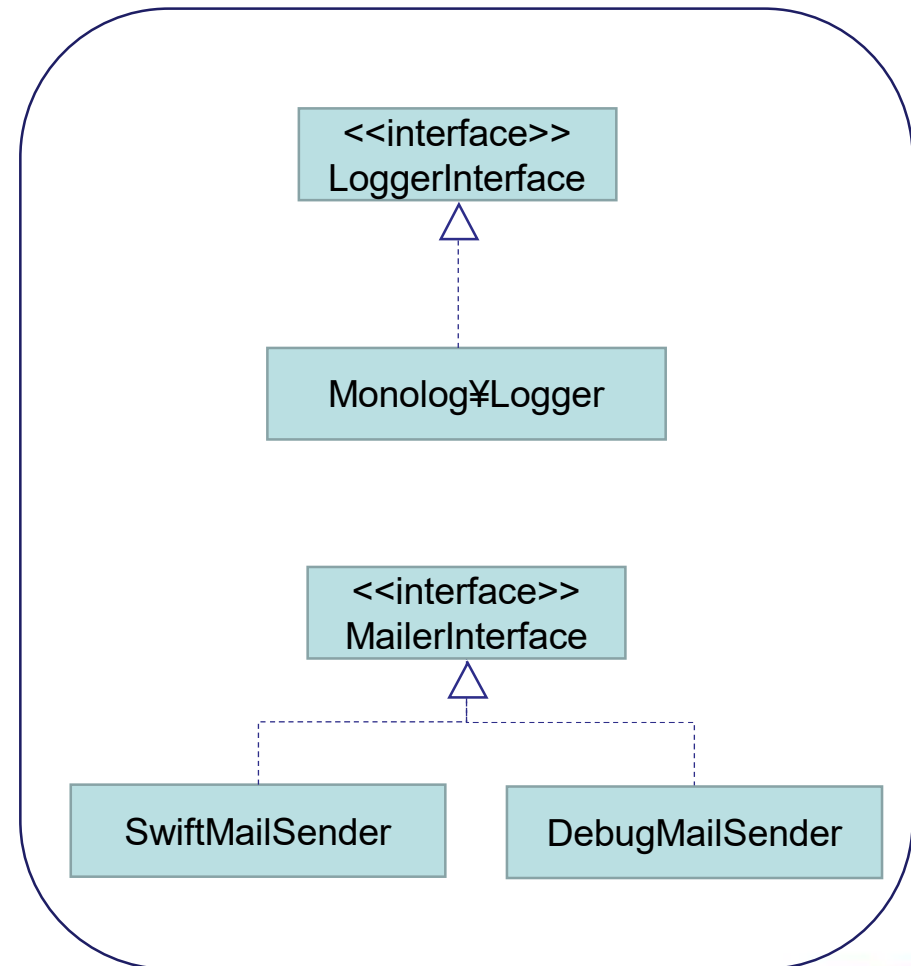 <<interface>>
LoggerInterface
Monolog¥Logger
<<interface>>
MailerInterface
SwiftMailSender
DebugMailSender